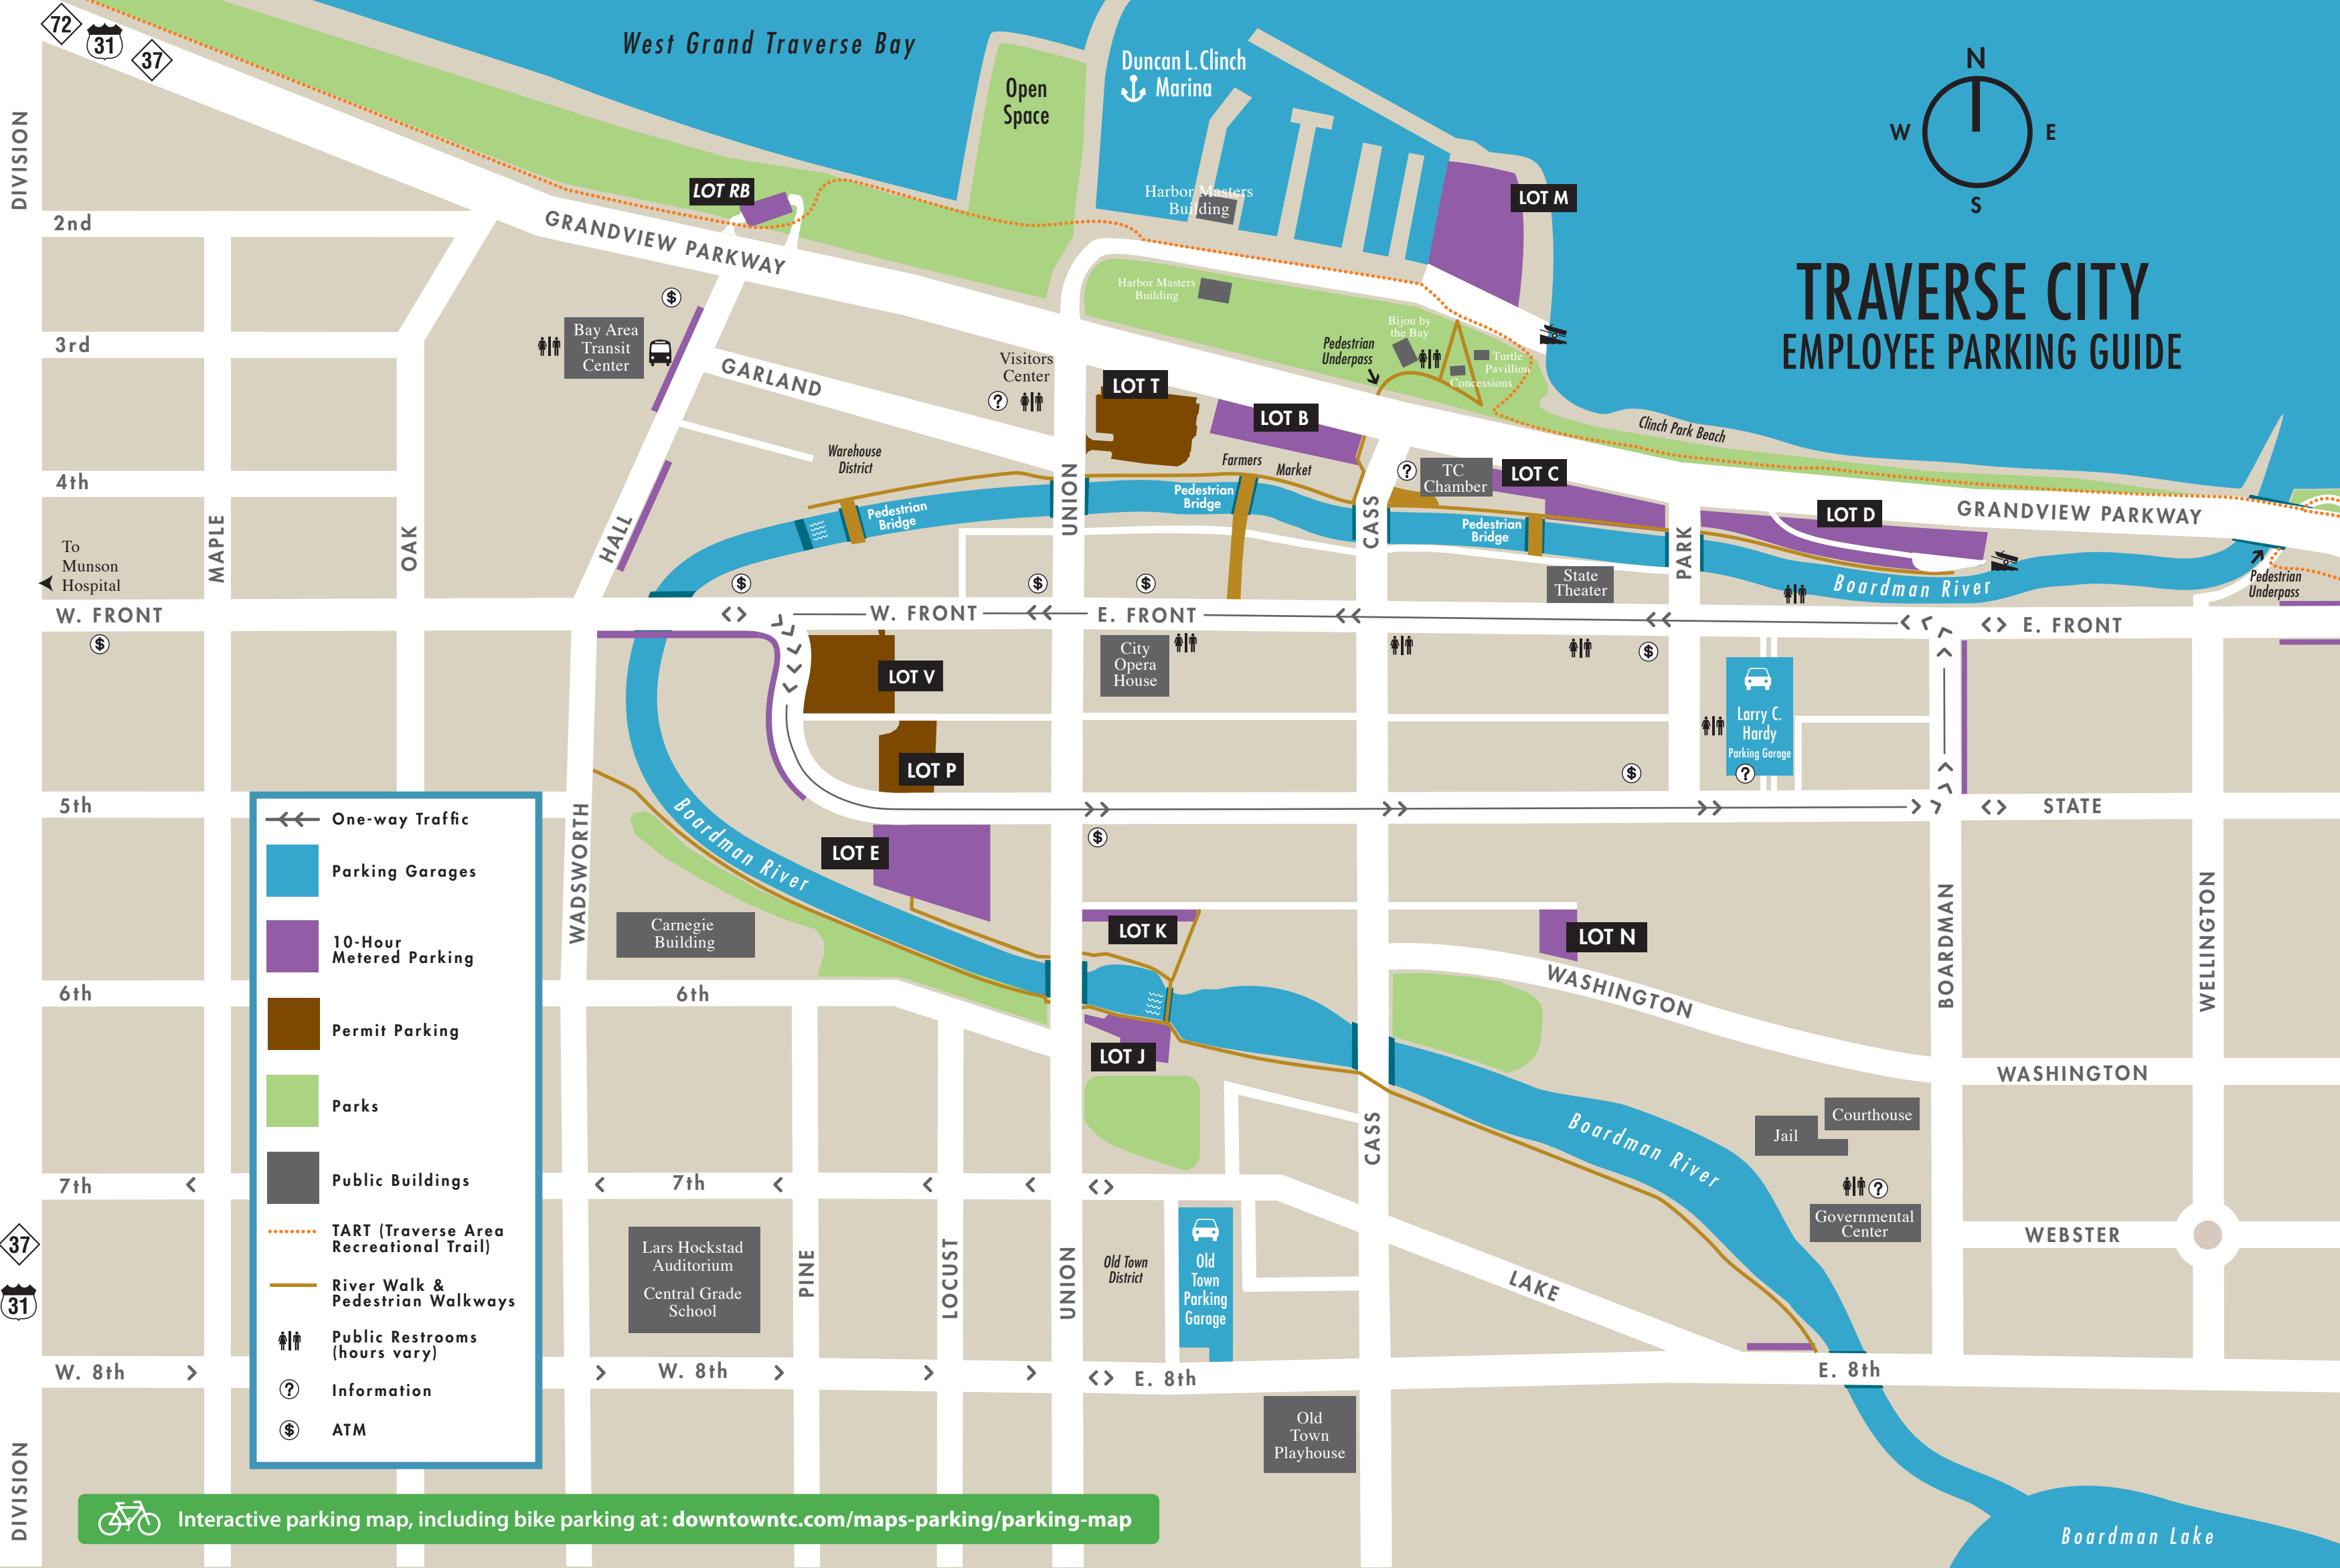 72
31
37
West Grand Traverse Bay
Open
Space
Duncan L. Clinch
Marina
N
W
E
S
TRAVERSE CITY
EMPLOYEE PARKING GUIDE
DIVISION
LOT RB
Harbor Masters
Building
LOT M
2nd
GRANDVIEW PARKWAY
Harbor Masters
Building
$
Bay Area
Transit
Center
3rd
GARLAND
Visitors
Center
?
LOT T
LOT B
Pedestrian
Underpass
Bijou by
the Bay
Turtle
Pavillion
Concessions
Clinch Park Beach
Warehouse
District
Farmers
Market
?
TC
Chamber
LOT C
LOT D
GRANDVIEW PARKWAY
4th
MAPLE
OAK
HALL
UNION
CASS
PARK
Pedestrian
Bridge
Pedestrian
Bridge
Pedestrian
Bridge
State
Theater
Boardman River
Pedestrian
Underpass
To
Munson
Hospital
$
$
$
W. FRONT
W. FRONT
E. FRONT
E. FRONT
$
City
Opera
House
$
LOT V
LOT P
Larry C.
Hardy
Parking Garage
?
$
5th
STATE
$
LOT E
Boardman River
WADSWORTH
Carnegie
Building
LOT K
LOT N
WASHINGTON
BOARDMAN
WELLINGTON
6th
6th
LOT J
WASHINGTON
Courthouse
Jail
CASS
Boardman River
?
Governmental
Center
WEBSTER
7th
7th
37
31
Lars Hockstad
Auditorium
Central Grade
School
PINE
LOCUST
UNION
Old Town
District
Old
Town
Parking
Garage
LAKE
W. 8th
W. 8th
E. 8th
E. 8th
Old
Town
Playhouse
DIVISION
Boardman Lake
One-way Traffic
Parking Garages
10-Hour
Metered Parking
Permit Parking
Parks
Public Buildings
TART (Traverse Area
Recreational Trail)
River Walk &
Pedestrian Walkways
Public Restrooms
(hours vary)
? Information
$ ATM
Interactive parking map, including bike parking at : downtowntc.com/maps-parking/parking-map